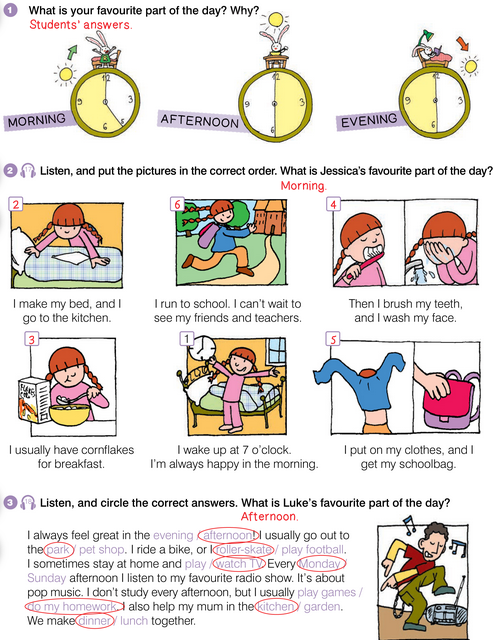 1 What is your favourite part of the day? Why?
Students' answers.
MORNING
AFTERNOON
EVENING
2 Listen, and put the pictures in the correct order. What is Jessica's favourite part of the day?
Morning.
2
6
4
I make my bed, and I
go to the kitchen.
I run to school. I can't wait to
see my friends and teachers.
Then I brush my teeth,
and I wash my face.
3
1
5
I usually have cornflakes
for breakfast.
I wake up at 7 o'clock.
I'm always happy in the morning.
I put on my clothes, and I
get my schoolbag.
3 Listen, and circle the correct answers. What is Luke's favourite part of the day?
Afternoon.
I always feel great in the evening / afternoon! I usually go out to
the park / pet shop. I ride a bike, or I roller-skate / play football.
I sometimes stay at home and play / watch TV. Every Monday /
Sunday afternoon I listen to my favourite radio show. It's about
pop music. I don't study every afternoon, but I usually play games /
do my homework. I also help my mum in the kitchen / garden.
We make dinner / lunch together.